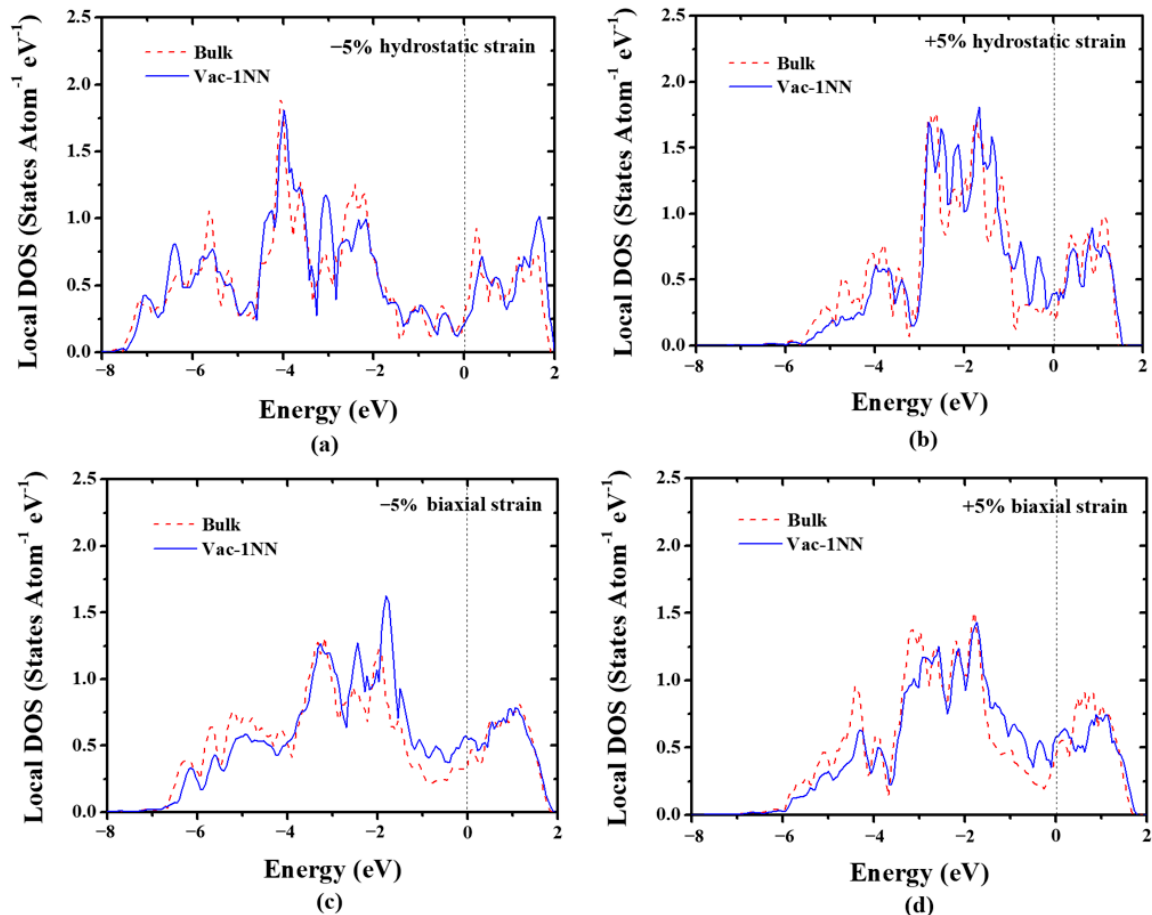 2.5
2.0
1.5
1.0
0.5
0.0
Local DOS (States Atom⁻¹ eV⁻¹)
−5% hydrostatic strain
Bulk
Vac-1NN
−8 −6 −4 −2 0 2
Energy (eV)
(a)
2.5
2.0
1.5
1.0
0.5
0.0
Local DOS (States Atom⁻¹ eV⁻¹)
+5% hydrostatic strain
Bulk
Vac-1NN
−8 −6 −4 −2 0 2
Energy (eV)
(b)
2.5
2.0
1.5
1.0
0.5
0.0
Local DOS (States Atom⁻¹ eV⁻¹)
−5% biaxial strain
Bulk
Vac-1NN
−8 −6 −4 −2 0 2
Energy (eV)
(c)
2.5
2.0
1.5
1.0
0.5
0.0
Local DOS (States Atom⁻¹ eV⁻¹)
+5% biaxial strain
Bulk
Vac-1NN
−8 −6 −4 −2 0 2
Energy (eV)
(d)